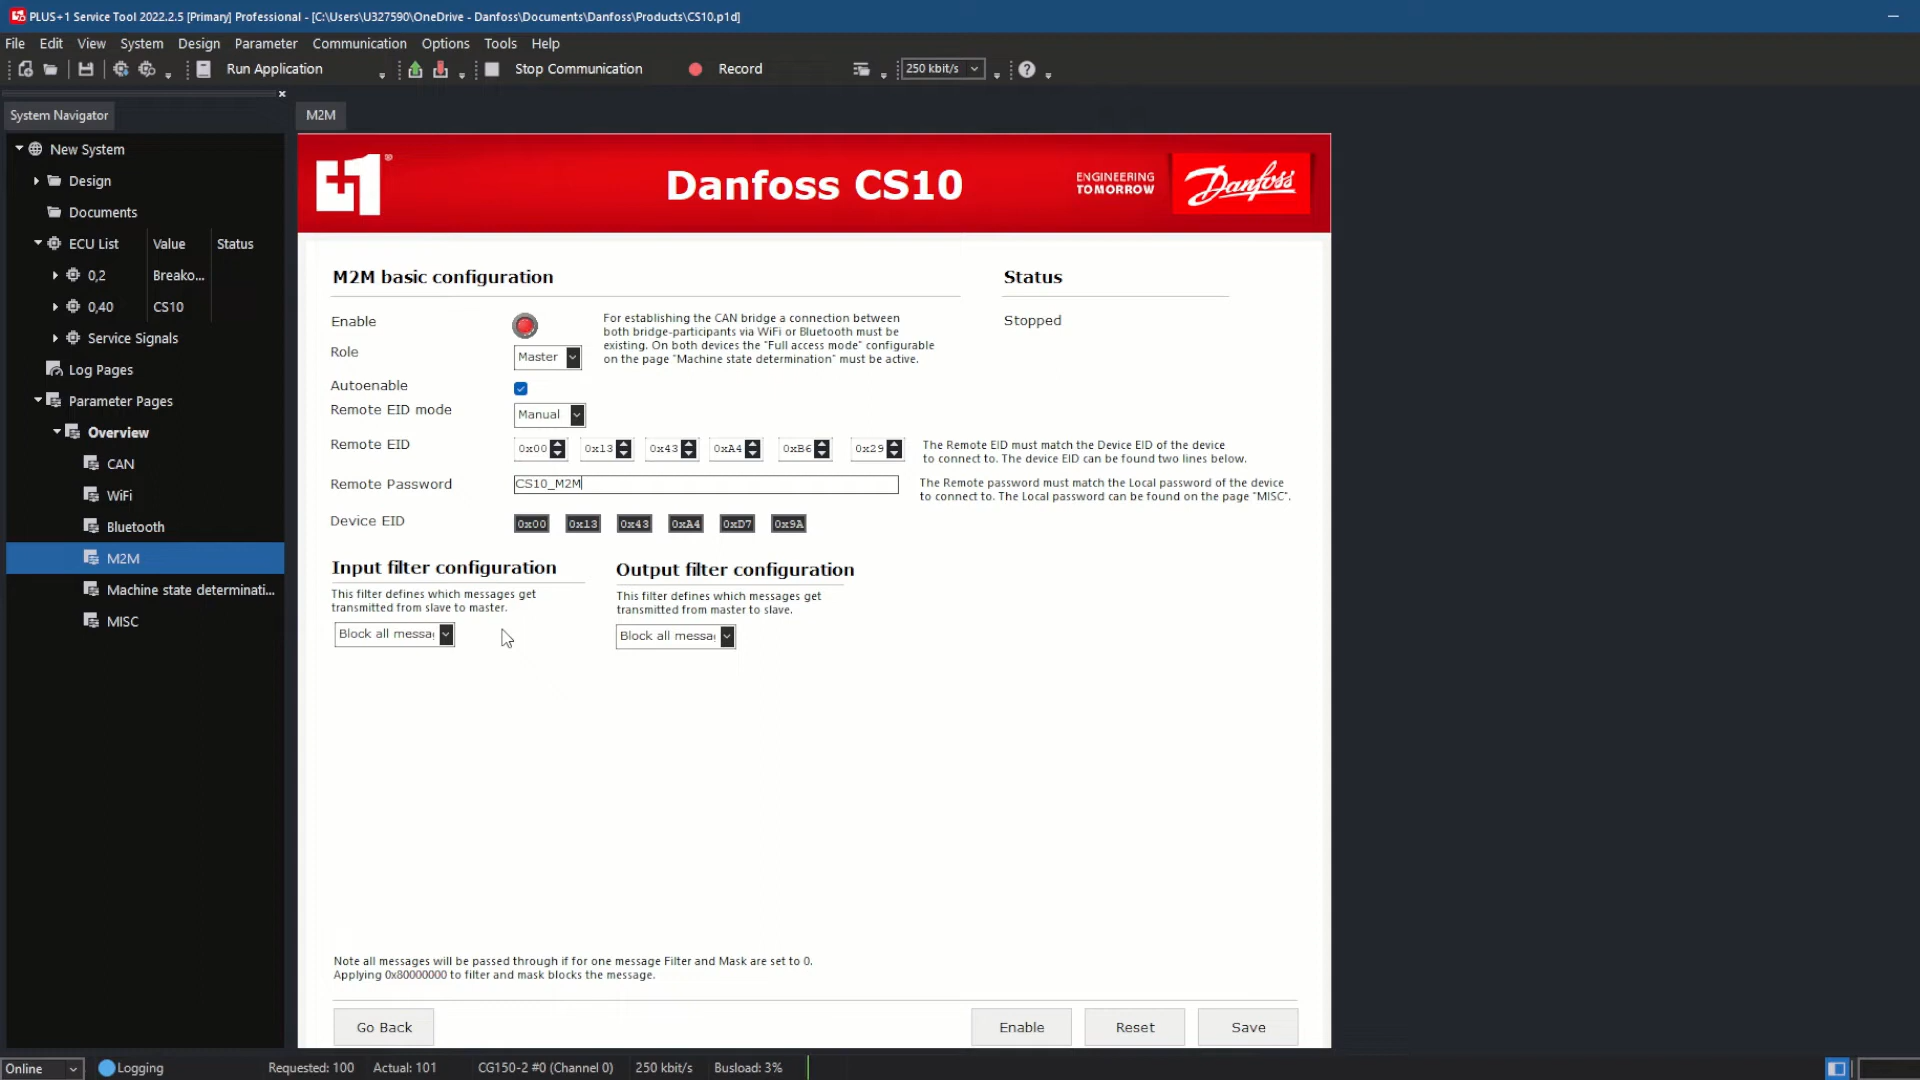 PLUS+1 Service Tool 2022.2.5 [Primary] Professional - [C:\Users\U327590\OneDrive - Danfoss\Documents\Danfoss\Products\CS10.p1d]
File Edit View System Design Parameter Communication Options Tools Help
Run Application Stop Communication Record 250 kbit/s
System Navigator
M2M
New System
Design
Documents
ECU List Value Status
0,2 Breako...
0,40 CS10
Service Signals
Log Pages
Parameter Pages
Overview
CAN
WiFi
Bluetooth
M2M
Machine state determinati...
MISC
Danfoss CS10
ENGINEERING
TOMORROW
Danfoss
M2M basic configuration
Status
Enable
For establishing the CAN bridge a connection between
both bridge-participants via WiFi or Bluetooth must be
existing. On both devices the "Full access mode" configurable
on the page "Machine state determination" must be active.
Stopped
Role Master
Autoenable
Remote EID mode Manual
Remote EID 0x00 0x13 0x43 0xA4 0xB6 0x29
The Remote EID must match the Device EID of the device
to connect to. The device EID can be found two lines below.
Remote Password CS10_M2M
The Remote password must match the Local password of the device
to connect to. The Local password can be found on the page "MISC".
Device EID 0x00 0x13 0x43 0xA4 0xD7 0x9A
Input filter configuration
This filter defines which messages get
transmitted from slave to master.
Block all messa
Output filter configuration
This filter defines which messages get
transmitted from master to slave.
Block all messa
Note all messages will be passed through if for one message Filter and Mask are set to 0.
Applying 0x80000000 to filter and mask blocks the message.
Go Back Enable Reset Save
Online Logging Requested: 100 Actual: 101 CG150-2 #0 (Channel 0) 250 kbit/s Busload: 3%